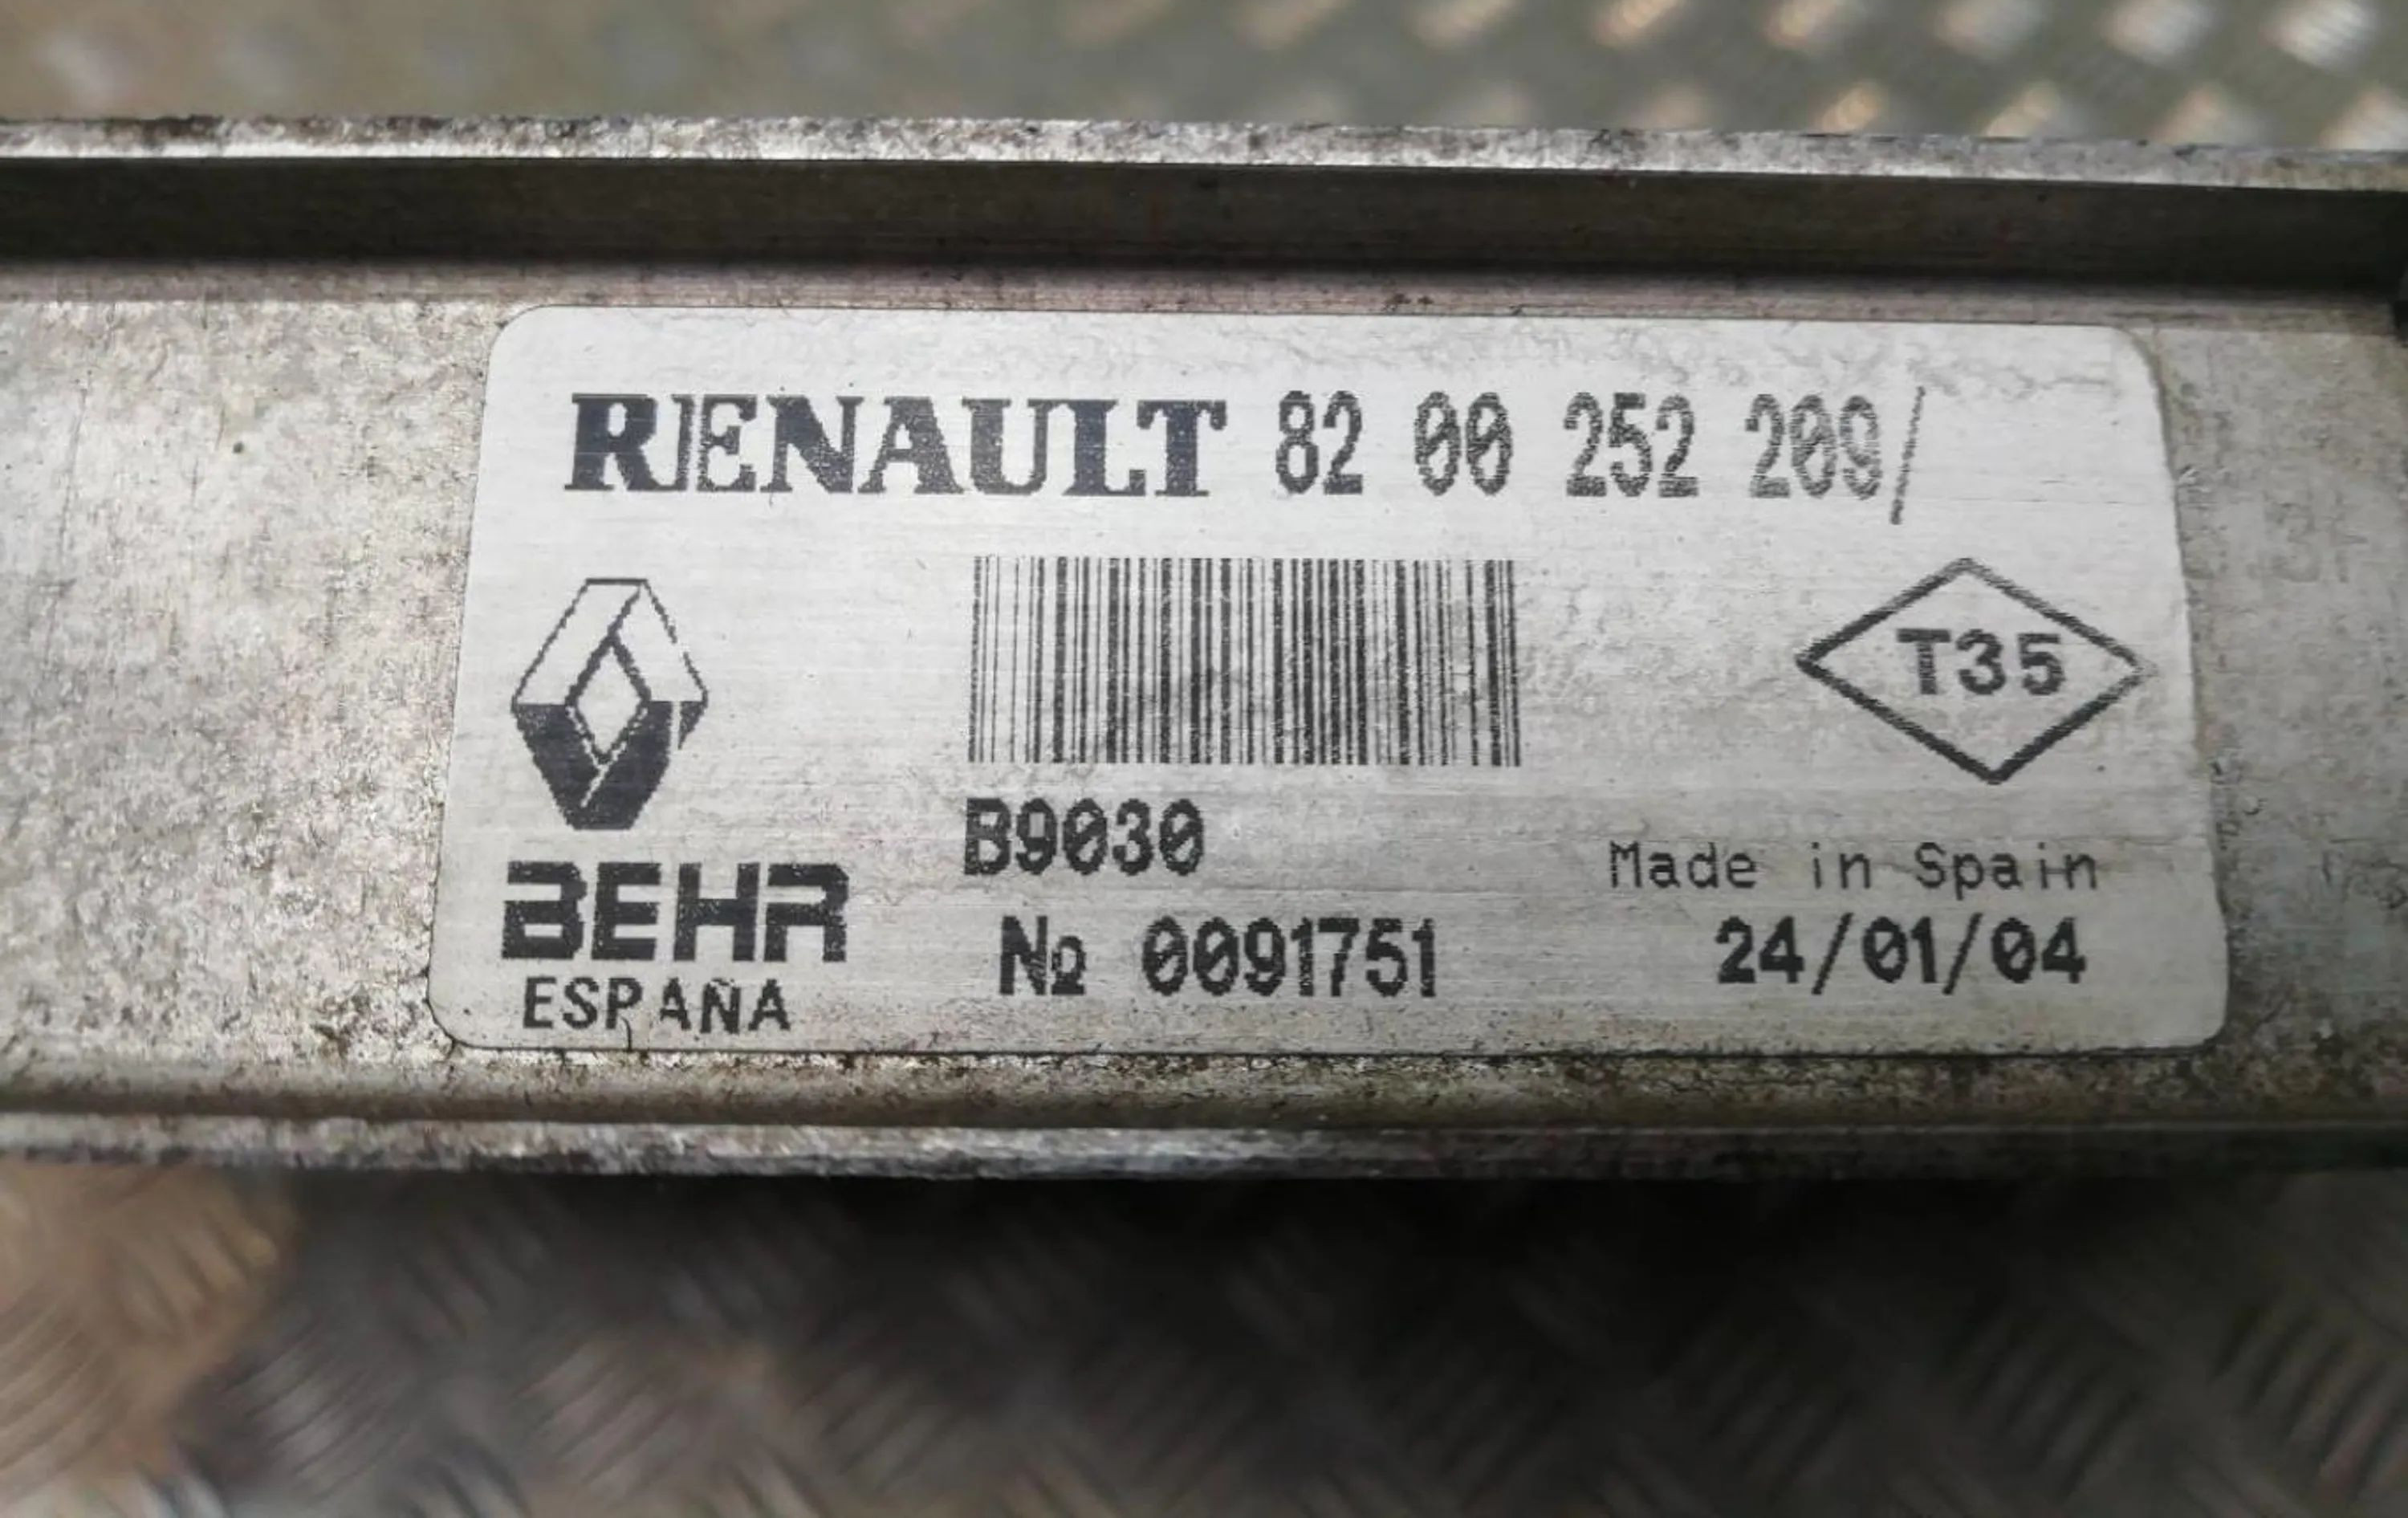 RENAULT 82 00 252 209/
T35
B9030
BEHR
ESPAÑA
Nº 0091751
Made in Spain
24/01/04